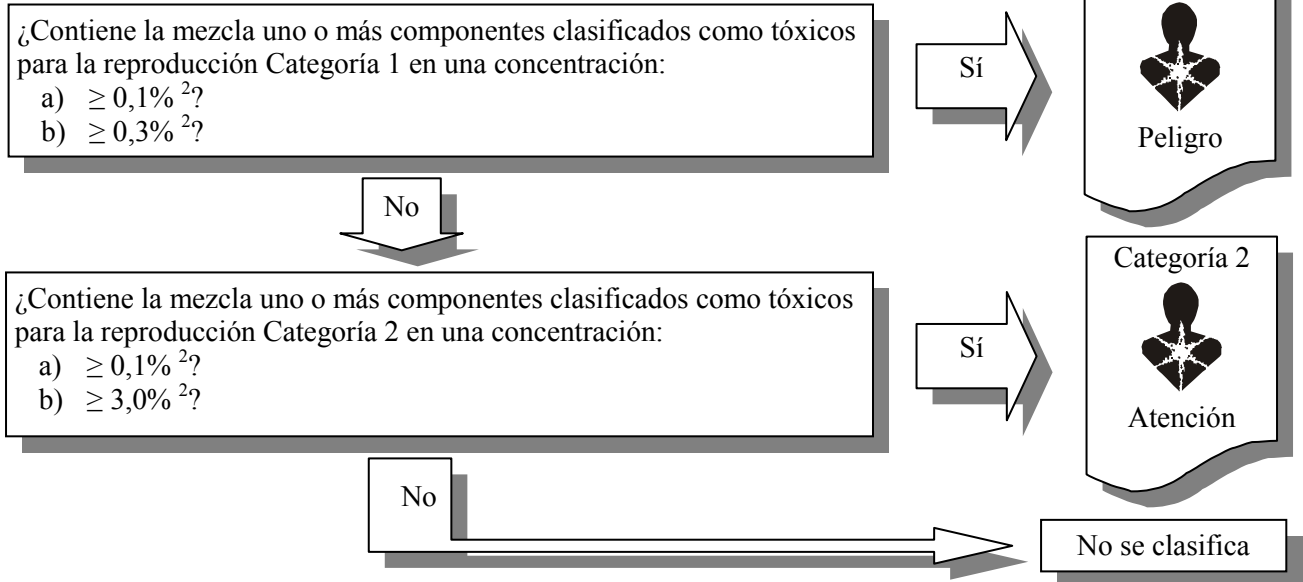 ¿Contiene la mezcla uno o más componentes clasificados como tóxicos
para la reproducción Categoría 1 en una concentración:
a) ≥ 0,1% ²?
b) ≥ 0,3% ²?
Sí
Peligro
No
¿Contiene la mezcla uno o más componentes clasificados como tóxicos
para la reproducción Categoría 2 en una concentración:
a) ≥ 0,1% ²?
b) ≥ 3,0% ²?
Sí
Categoría 2
Atención
No
No se clasifica